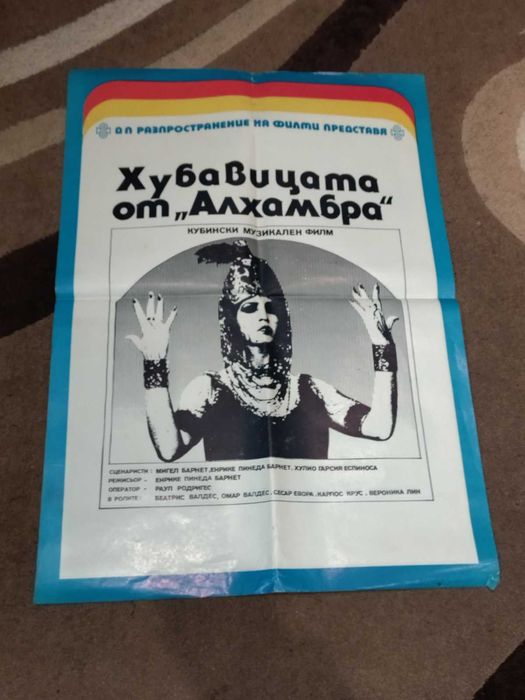 ДП РАЗПРОСТРАНЕНИЕ НА ФИЛМИ ПРЕДСТАВЯ
Хубавицата
от „Алхамбра“
КУБИНСКИ МУЗИКАЛЕН ФИЛМ
СЦЕНАРИСТИ : МИГЕЛ БАРНЕТ, ЕНРИКЕ ПИНЕДА БАРНЕТ, ХУЛИО ГАРСИЯ ЕСПИНОСА
РЕЖИСЬОР - ЕНРИКЕ ПИНЕДА БАРНЕТ
ОПЕРАТОР - РАУЛ РОДРИГЕС
В РОЛИТЕ : БЕАТРИС ВАЛДЕС, ОМАР ВАЛДЕС, СЕСАР ЕВОРА, КАРЛОС КРУС, ВЕРОНИКА ЛИН